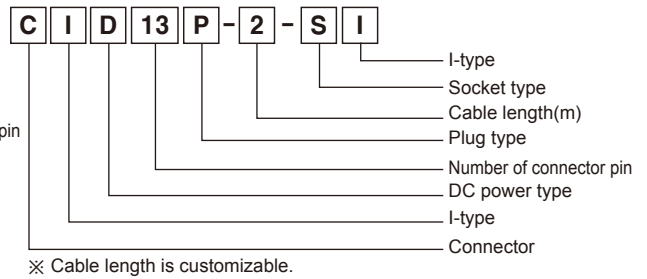 C I D 13 P - 2 - S I
I-type
Socket type
Cable length(m)
Plug type
pin
Number of connector pin
DC power type
I-type
Connector
※ Cable length is customizable.